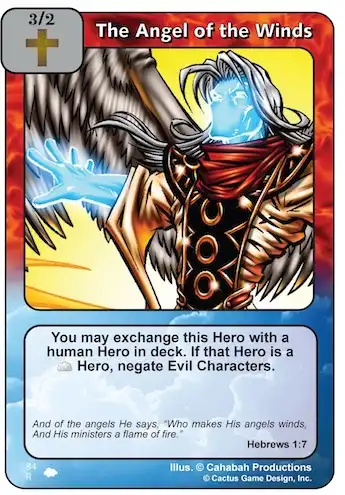 3/2
The Angel of the Winds
You may exchange this Hero with a
human Hero in deck. If that Hero is a
Hero, negate Evil Characters.
And of the angels He says, "Who makes His angels winds,
And His ministers a flame of fire."
Hebrews 1:7
84
R
Illus. © Cahabah Productions
© Cactus Game Design, Inc.